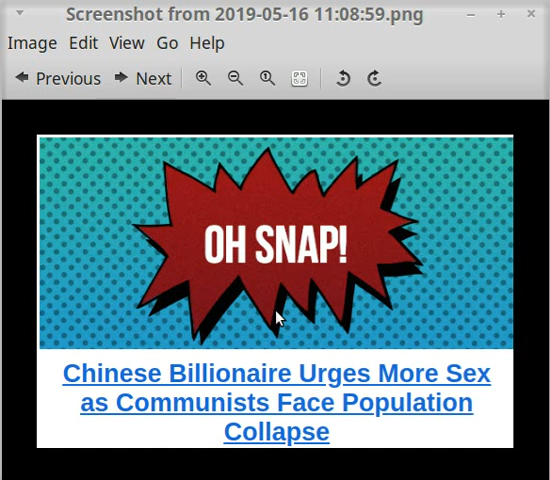 Screenshot from 2019-05-16 11:08:59.png
Image Edit View Go Help
Previous Next
OH SNAP!
Chinese Billionaire Urges More Sex
as Communists Face Population
Collapse